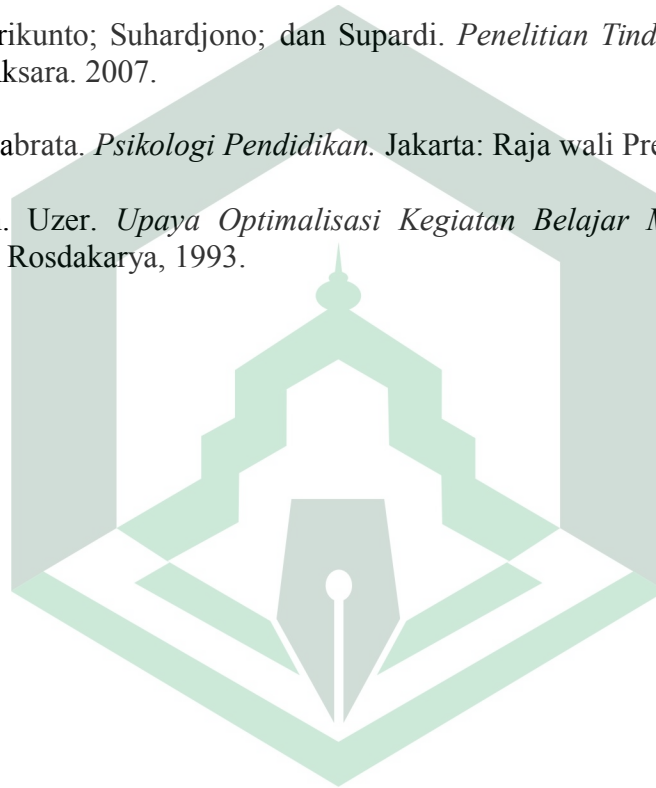 rikunto; Suhardjono; dan Supardi. Penelitian Tind
ksara. 2007.
abrata. Psikologi Pendidikan. Jakarta: Raja wali Pre
. Uzer. Upaya Optimalisasi Kegiatan Belajar M
Rosdakarya, 1993.